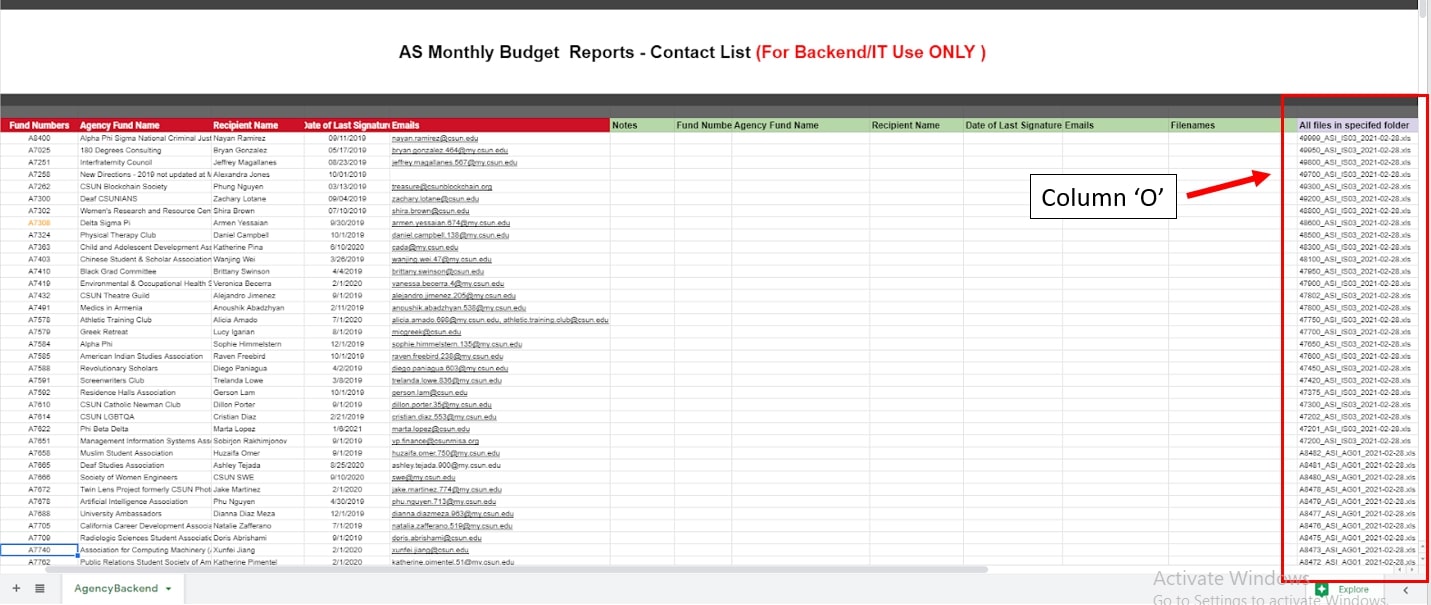 AS Monthly Budget Reports - Contact List (For Backend/IT Use ONLY )
Fund Numbers Agency Fund Name Recipient Name Date of Last Signature Emails Notes Fund Numbe Agency Fund Name Recipient Name Date of Last Signature Emails Filenames All files in specifed folder
A8400 Alpha Phi Sigma National Criminal Just Nayan Ramirez 09/11/2019 nayan.ramirez@csun.edu 49999_ASI_IS03_2021-02-28.xls
A7025 180 Degrees Consulting Bryan Gonzalez 05/17/2019 bryan.gonzalez.464@my.csun.edu 49950_ASI_IS03_2021-02-28.xls
A7251 Interfraternity Council Jeffrey Magallanes 08/23/2019 jeffrey.magallanes.567@my.csun.edu 49800_ASI_IS03_2021-02-28.xls
A7258 New Directions - 2019 not updated at M Alexandra Jones 10/01/2019 49700_ASI_IS03_2021-02-28.xls
A7262 CSUN Blockchain Society Phung Nguyen 03/13/2019 treasure@csunblockchain.org 49300_ASI_IS03_2021-02-28.xls
A7300 Deaf CSUNIANS Zachary Lotane 09/04/2019 zachary.lotane@csun.edu 49200_ASI_IS03_2021-02-28.xls
Column ‘O’
A7302 Women's Research and Resource Cen Shira Brown 07/10/2019 shira.brown@csun.edu 48800_ASI_IS03_2021-02-28.xls
A7308 Delta Sigma Pi Armen Yessaian 9/30/2019 armen.yessaian.674@my.csun.edu 48600_ASI_IS03_2021-02-28.xls
A7324 Physical Therapy Club Daniel Campbell 10/1/2019 daniel.campbell.138@my.csun.edu 48500_ASI_IS03_2021-02-28.xls
A7363 Child and Adolescent Development Ass Katherine Pina 6/10/2020 cada@my.csun.edu 48300_ASI_IS03_2021-02-28.xls
A7403 Chinese Student & Scholar Association Wanjing Wei 3/26/2019 wanjing.wei.47@my.csun.edu 48100_ASI_IS03_2021-02-28.xls
A7410 Black Grad Committee Brittany Swinson 4/4/2019 brittany.swinson@csun.edu 47950_ASI_IS03_2021-02-28.xls
A7419 Environmental & Occupational Health S Veronica Becerra 2/1/2020 vanessa.becerra.4@my.csun.edu 47900_ASI_IS03_2021-02-28.xls
A7432 CSUN Theatre Guild Alejandro Jimenez 9/1/2019 alejandro.jimenez.205@my.csun.edu 47802_ASI_IS03_2021-02-28.xls
A7491 Medics in Armenia Anoushik Abadzhyan 2/11/2019 anoushik.abadzhyan.538@my.csun.edu 47800_ASI_IS03_2021-02-28.xls
A7578 Athletic Training Club Alicia Amado 7/1/2020 alicia.amado.698@my.csun.edu, athletic.training.club@csun.edu 47750_ASI_IS03_2021-02-28.xls
A7579 Greek Retreat Lucy Igarian 8/1/2019 micgreek@csun.edu 47700_ASI_IS03_2021-02-28.xls
A7584 Alpha Phi Sophie Himmelstern 12/1/2019 sophie.himmelstern.135@my.csun.edu 47650_ASI_IS03_2021-02-28.xls
A7585 American Indian Studies Association Raven Freebird 10/1/2019 raven.freebird.238@my.csun.edu 47600_ASI_IS03_2021-02-28.xls
A7588 Revolutionary Scholars Diego Paniagua 4/2/2019 diego.paniagua.603@my.csun.edu 47450_ASI_IS03_2021-02-28.xls
A7591 Screenwriters Club Trelanda Lowe 3/8/2019 trelanda.lowe.836@my.csun.edu 47420_ASI_IS03_2021-02-28.xls
A7592 Residence Halls Association Gerson Lam 10/1/2019 gerson.lam@csun.edu 47375_ASI_IS03_2021-02-28.xls
A7610 CSUN Catholic Newman Club Dillon Porter 9/1/2019 dillon.porter.35@my.csun.edu 47300_ASI_IS03_2021-02-28.xls
A7614 CSUN LGBTQA Cristian Diaz 2/21/2019 cristian.diaz.553@my.csun.edu 47202_ASI_IS03_2021-02-28.xls
A7622 Phi Beta Delta Marta Lopez 1/6/2021 marta.lopez@csun.edu 47201_ASI_IS03_2021-02-28.xls
A7651 Management Information Systems Ass Sobirjon Rakhimjonov 9/1/2019 vp.finance@csunmisa.org 47200_ASI_IS03_2021-02-28.xls
A7658 Muslim Student Association Huzaifa Omer 9/1/2019 huzaifa.omer.750@my.csun.edu A8482_ASI_AG01_2021-02-28.xls
A7665 Deaf Studies Association Ashley Tejada 8/25/2020 ashley.tejada.900@my.csun.edu A8481_ASI_AG01_2021-02-28.xls
A7666 Society of Women Engineers CSUN SWE 9/10/2020 swe@my.csun.edu A8480_ASI_AG01_2021-02-28.xls
A7672 Twin Lens Project formerly CSUN Phot Jake Martinez 2/1/2020 jake.martinez.774@my.csun.edu A8478_ASI_AG01_2021-02-28.xls
A7678 Artificial Intelligence Association Phu Nguyen 4/30/2019 phu.nguyen.713@my.csun.edu A8479_ASI_AG01_2021-02-28.xls
A7688 University Ambassadors Dianna Diaz Meza 12/1/2019 dianna.diazmeza.963@my.csun.edu A8477_ASI_AG01_2021-02-28.xls
A7705 California Career Development Associa Natalie Zafferano 7/1/2019 natalia.zafferano.519@my.csun.edu A8476_ASI_AG01_2021-02-28.xls
A7709 Radiologic Sciences Student Associatic Doris Abrishami 9/1/2019 doris.abrishami@csun.edu A8475_ASI_AG01_2021-02-28.xls
A7740 Association for Computing Machinery (A Xunfei Jiang 2/1/2020 xunfei.jiang@csun.edu A8473_ASI_AG01_2021-02-28.xls
A7762 Public Relations Student Society of Am Katherine Pimentel 2/1/2020 katherine.pimentel.51@my.csun.edu A8472_ASI_AG01_2021-02-28.xls
AgencyBackend
Activate Windows
Explore
Go to Settings to activate Windows.